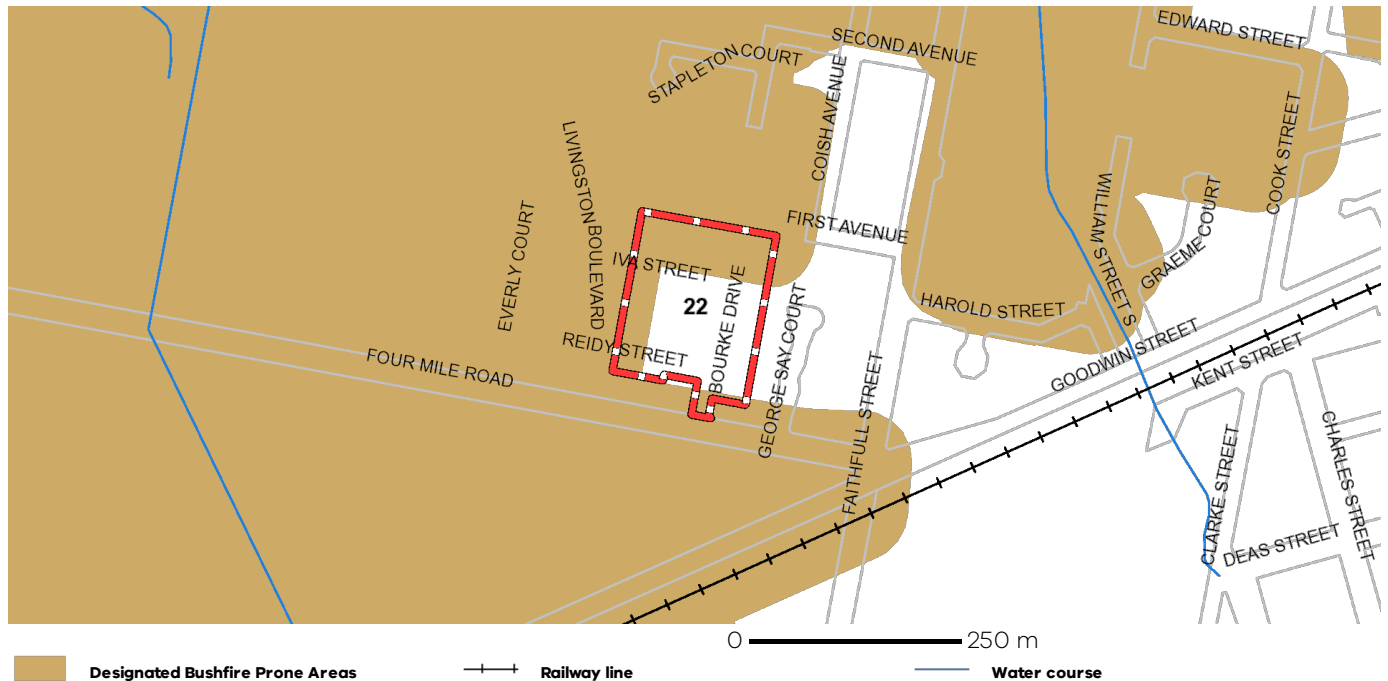 EDWARD STREET
SECOND AVENUE
STAPLETON COURT
COISH AVENUE
COOK STREET
LIVINGSTON BOULEVARD
WILLIAM STREET S
GRAEME COURT
EVERLY COURT
FIRST AVENUE
IVA STREET
22
BOURKE DRIVE
GEORGE SAY COURT
HAROLD STREET
REIDY STREET
FOUR MILE ROAD
GOODWIN STREET
KENT STREET
FAITHFULL STREET
CLARKE STREET
CHARLES STREET
DEAS STREET
0 250 m
Designated Bushfire Prone Areas Railway line Water course